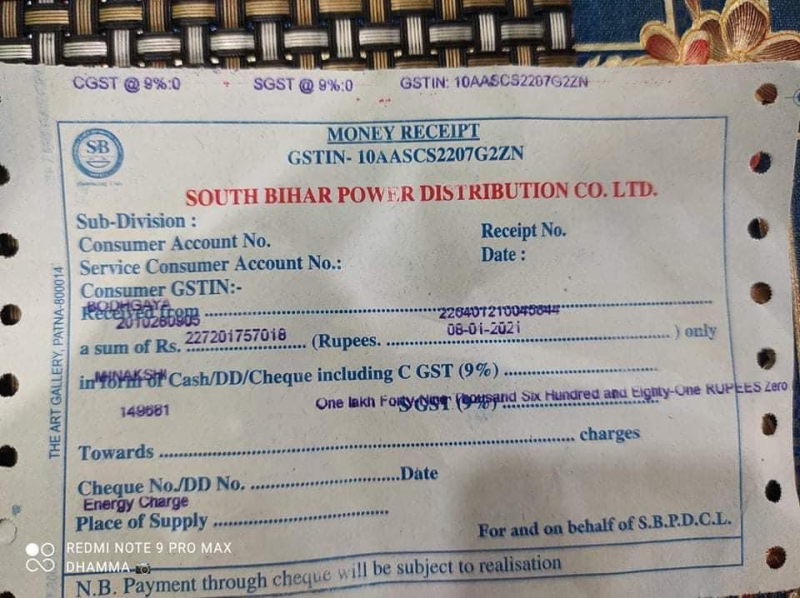 CGST @ 9%:0 SGST @ 9%:0 GSTIN: 10AASCS2207G2ZN
SB
MONEY RECEIPT
GSTIN- 10AASCS2207G2ZN
SOUTH BIHAR POWER DISTRIBUTION CO. LTD.
Sub-Division :
Consumer Account No. Receipt No.
Service Consumer Account No.: Date :
Consumer GSTIN:-
BODHGAYA
Received from
2010260905 226401210045644
227201757018 08-01-2021
a sum of Rs. (Rupees. ) only
MINAKSHI
in form of Cash/DD/Cheque including C GST (9%)
149681 One lakh Forty-Nine Thousand Six Hundred and Eighty-One RUPEES Zero
SGST (9%)
Towards charges
Cheque No./DD No. Date
Energy Charge
Place of Supply
For and on behalf of S.B.P.D.C.L.
N.B. Payment through cheque will be subject to realisation
THE ART GALLERY, PATNA-800014
REDMI NOTE 9 PRO MAX
DHAMMA